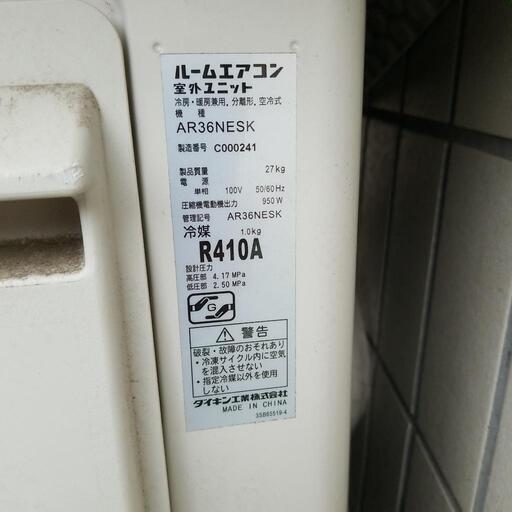 ルームエアコン
室外ユニット
冷房・暖房兼用. 分離形. 空冷式
機 種
AR36NESK
製造番号 C000241
製品質量 27kg
電 源
単相 100V 50/60Hz
圧縮機電動機出力 950W
管理記号 AR36NESK
冷媒 1.0kg
R410A
設計圧力
高圧部 4.17 MPa
低圧部 2.50 MPa
G
警告
破裂・故障のおそれあり
・冷凍サイクル内に空気
を混入させない
・指定冷媒以外を使用
しない
ダイキン工業株式会社
MADE IN CHINA
3SB65519-4